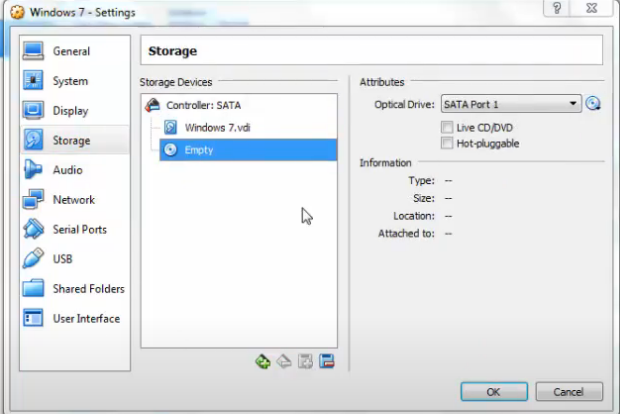 Windows 7 - Settings
General
System
Display
Storage
Audio
Network
Serial Ports
USB
Shared Folders
User Interface
Storage
Storage Devices
Controller: SATA
Windows 7.vdi
Empty
Attributes
Optical Drive: SATA Port 1
Live CD/DVD
Hot-pluggable
Information
Type: --
Size: --
Location: --
Attached to: --
OK
Cancel